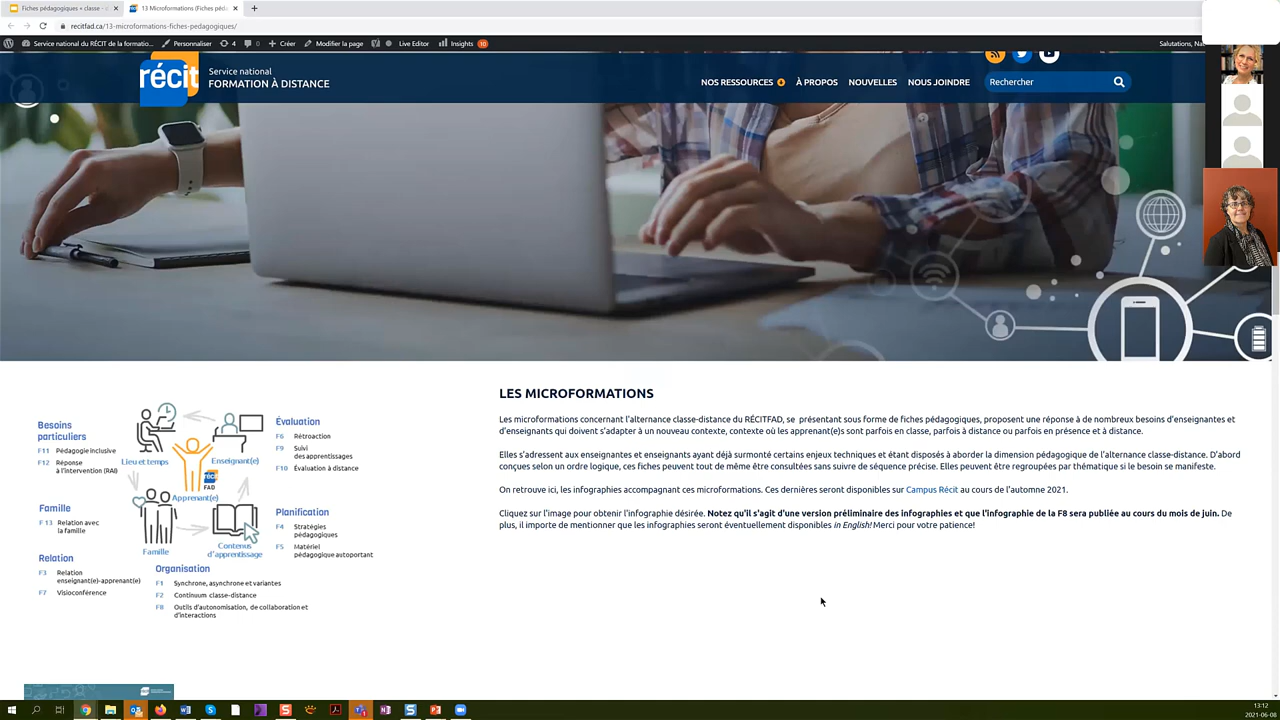 Fiches pédagogiques + classe - d
13 Microformations (Fiches péd
recitfad.ca/13-microformations-fiches-pedagogiques/
Service national du RÉCIT de la formatio...
Personnaliser
4
0
Créer
Modifier la page
Live Editor
Insights
10
Salutations, Nas
récit
Service national
FORMATION À DISTANCE
NOS RESSOURCES
À PROPOS
NOUVELLES
NOUS JOINDRE
Rechercher
LES MICROFORMATIONS
Les microformations concernant l'alternance classe-distance du RÉCITFAD, se présentant sous forme de fiches pédagogiques, proposent une réponse à de nombreux besoins d'enseignantes et
d'enseignants qui doivent s'adapter à un nouveau contexte, contexte où les apprenant(e)s sont parfois en classe, parfois à distance ou parfois en présence et à distance.
Elles s'adressent aux enseignantes et enseignants ayant déjà surmonté certains enjeux techniques et étant disposés à aborder la dimension pédagogique de l'alternance classe-distance. D'abord
conçues selon un ordre logique, ces fiches peuvent tout de même être consultées sans suivre de séquence précise. Elles peuvent être regroupées par thématique si le besoin se manifeste.
On retrouve ici, les infographies accompagnant ces microformations. Ces dernières seront disponibles sur Campus Récit au cours de l'automne 2021.
Cliquez sur l'image pour obtenir l'infographie désirée. Notez qu'il s'agit d'une version préliminaire des infographies et que l'infographie de la F8 sera publiée au cours du mois de juin. De
plus, il importe de mentionner que les infographies seront éventuellement disponibles in English! Merci pour votre patience!
Besoins
particuliers
F11 Pédagogie inclusive
F12 Réponse
à l'intervention (RAI)
Lieu et temps
Enseignant(e)
FAD
Apprenant(e)
Famille
Contenus
d'apprentissage
Évaluation
F6 Rétroaction
F9 Suivi
des apprentissages
F10 Évaluation à distance
Famille
F 13 Relation avec
la famille
Planification
F4 Stratégies
pédagogiques
F5 Matériel
pédagogique autoportant
Relation
F3 Relation
enseignant(e)-apprenant(e)
F7 Visioconférence
Organisation
F1 Synchrone, asynchrone et variantes
F2 Continuum classe-distance
F8 Outils d'autonomisation, de collaboration et
d'interactions
13:12
2021-06-08